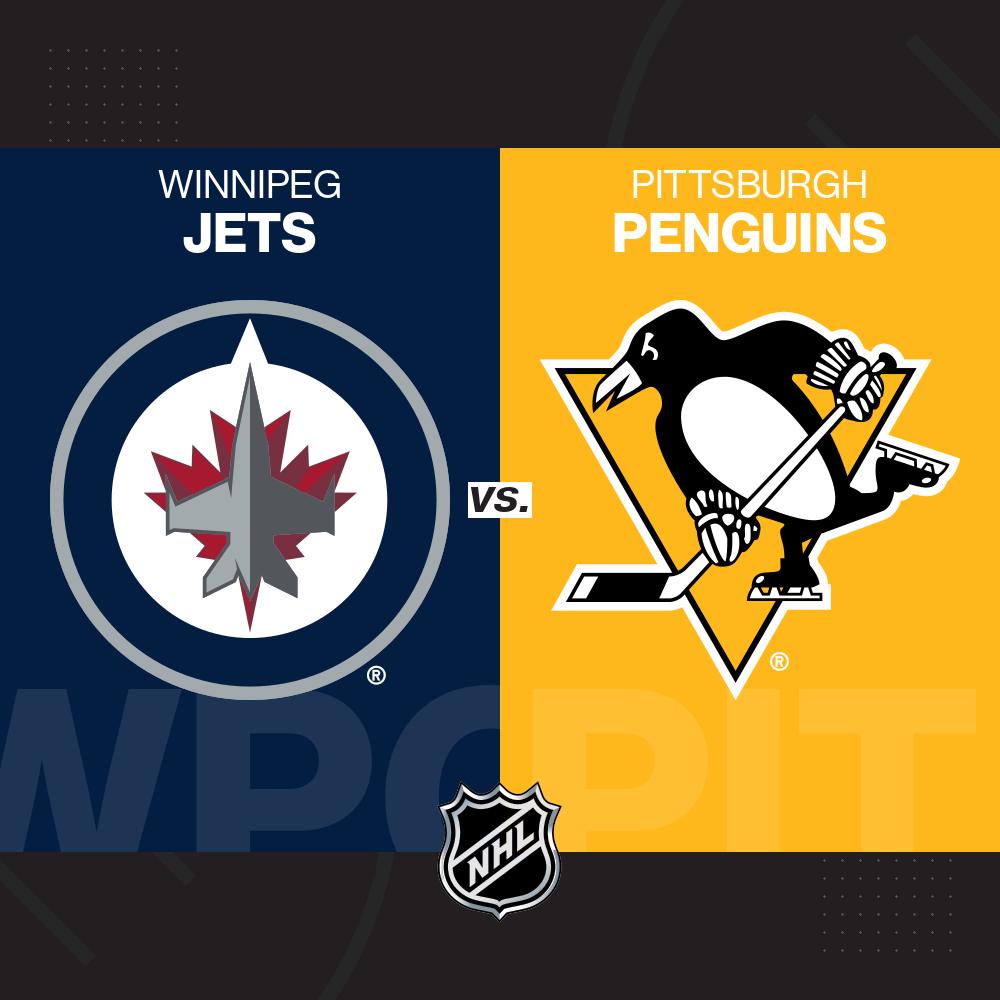 WINNIPEG
JETS
PITTSBURGH
PENGUINS
VS.
®
®
WPG
PIT
NHL